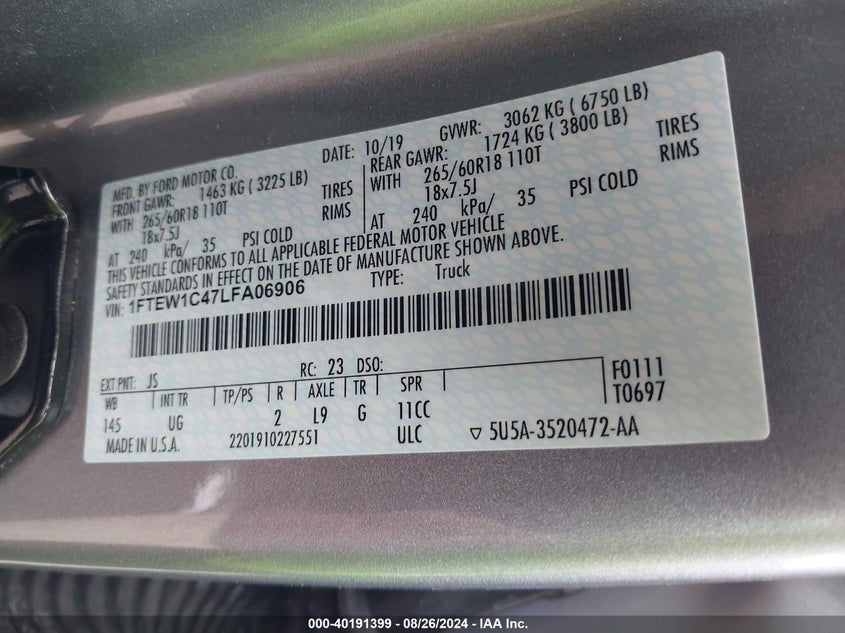 MFD. BY FORD MOTOR CO. DATE: 10/19 GVWR: 3062 KG ( 6750 LB)
FRONT GAWR: 1463 KG ( 3225 LB) REAR GAWR: 1724 KG ( 3800 LB)
WITH 265/60R18 110T TIRES WITH 265/60R18 110T TIRES
18x7.5J RIMS 18x7.5J RIMS
AT 240 kPa/ 35 PSI COLD AT 240 kPa/ 35 PSI COLD
THIS VEHICLE CONFORMS TO ALL APPLICABLE FEDERAL MOTOR VEHICLE
SAFETY STANDARDS IN EFFECT ON THE DATE OF MANUFACTURE SHOWN ABOVE.
VIN: 1FTEW1C47LFA06906 TYPE: Truck
EXT PNT: J5 RC: 23 DSO:
WB INT TR TP/PS R AXLE TR SPR F0111
145 UG 2 L9 G 11CC T0697
MADE IN U.S.A. 2201910227551 ULC ▽ 5U5A-3520472-AA
000-40191399 - 08/26/2024 - IAA Inc.